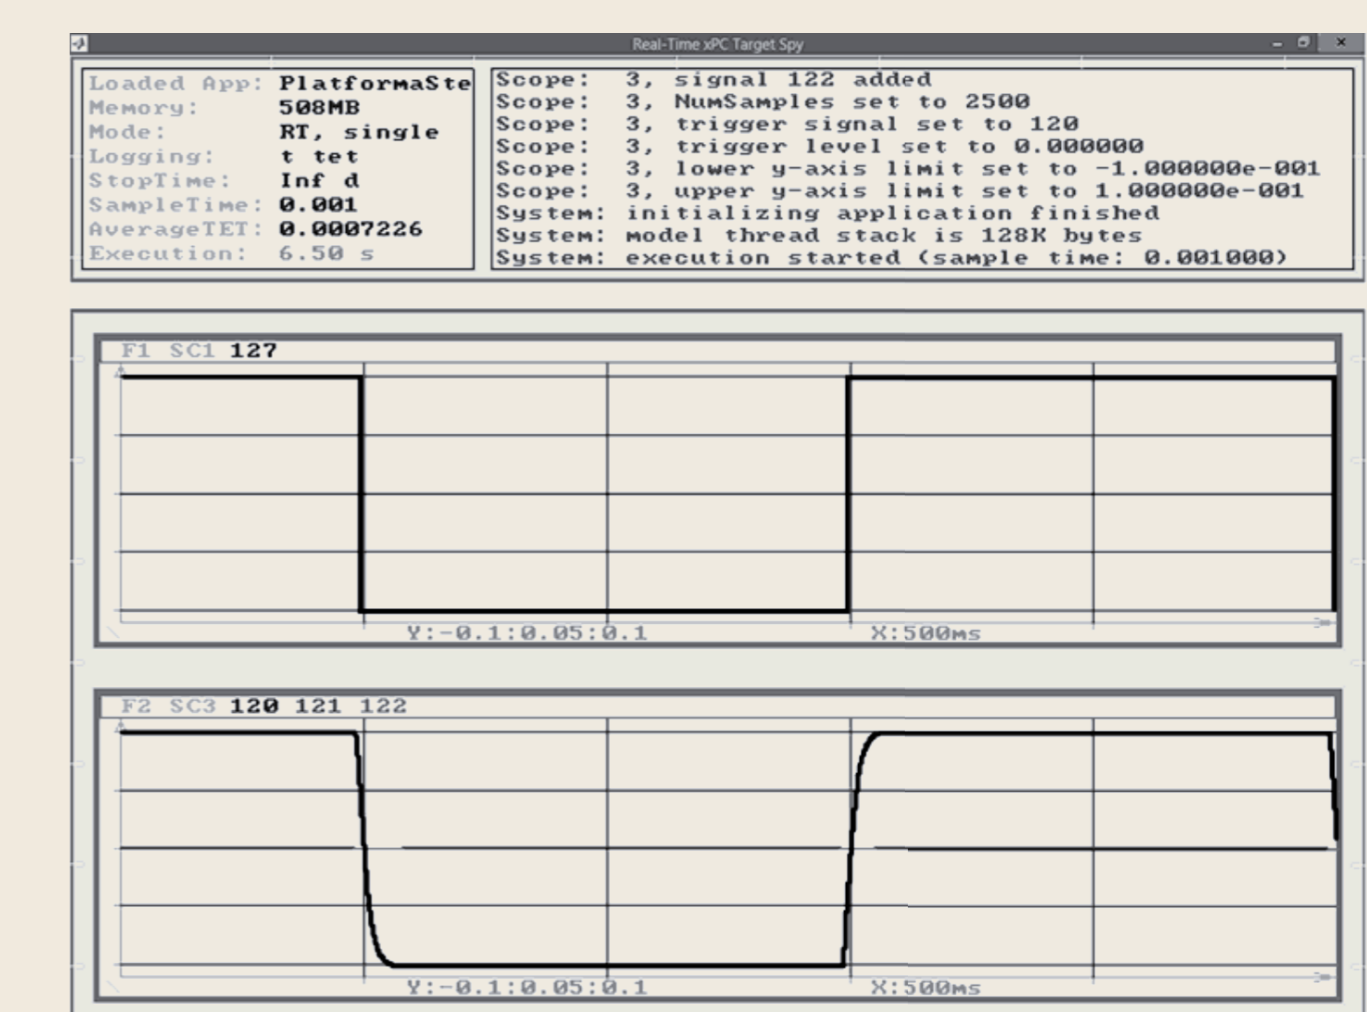 Real-Time xPC Target Spy
Loaded App: PlatformaSte
Memory: 508MB
Mode: RT, single
Logging: t tet
StopTime: Inf d
SampleTime: 0.001
AverageTET: 0.0007226
Execution: 6.50 s
Scope: 3, signal 122 added
Scope: 3, NumSamples set to 2500
Scope: 3, trigger signal set to 120
Scope: 3, trigger level set to 0.000000
Scope: 3, lower y-axis limit set to -1.000000e-001
Scope: 3, upper y-axis limit set to 1.000000e-001
System: initializing application finished
System: model thread stack is 128K bytes
System: execution started (sample time: 0.001000)
F1 SC1 127
Y:-0.1:0.05:0.1 X:500ms
F2 SC3 120 121 122
Y:-0.1:0.05:0.1 X:500ms